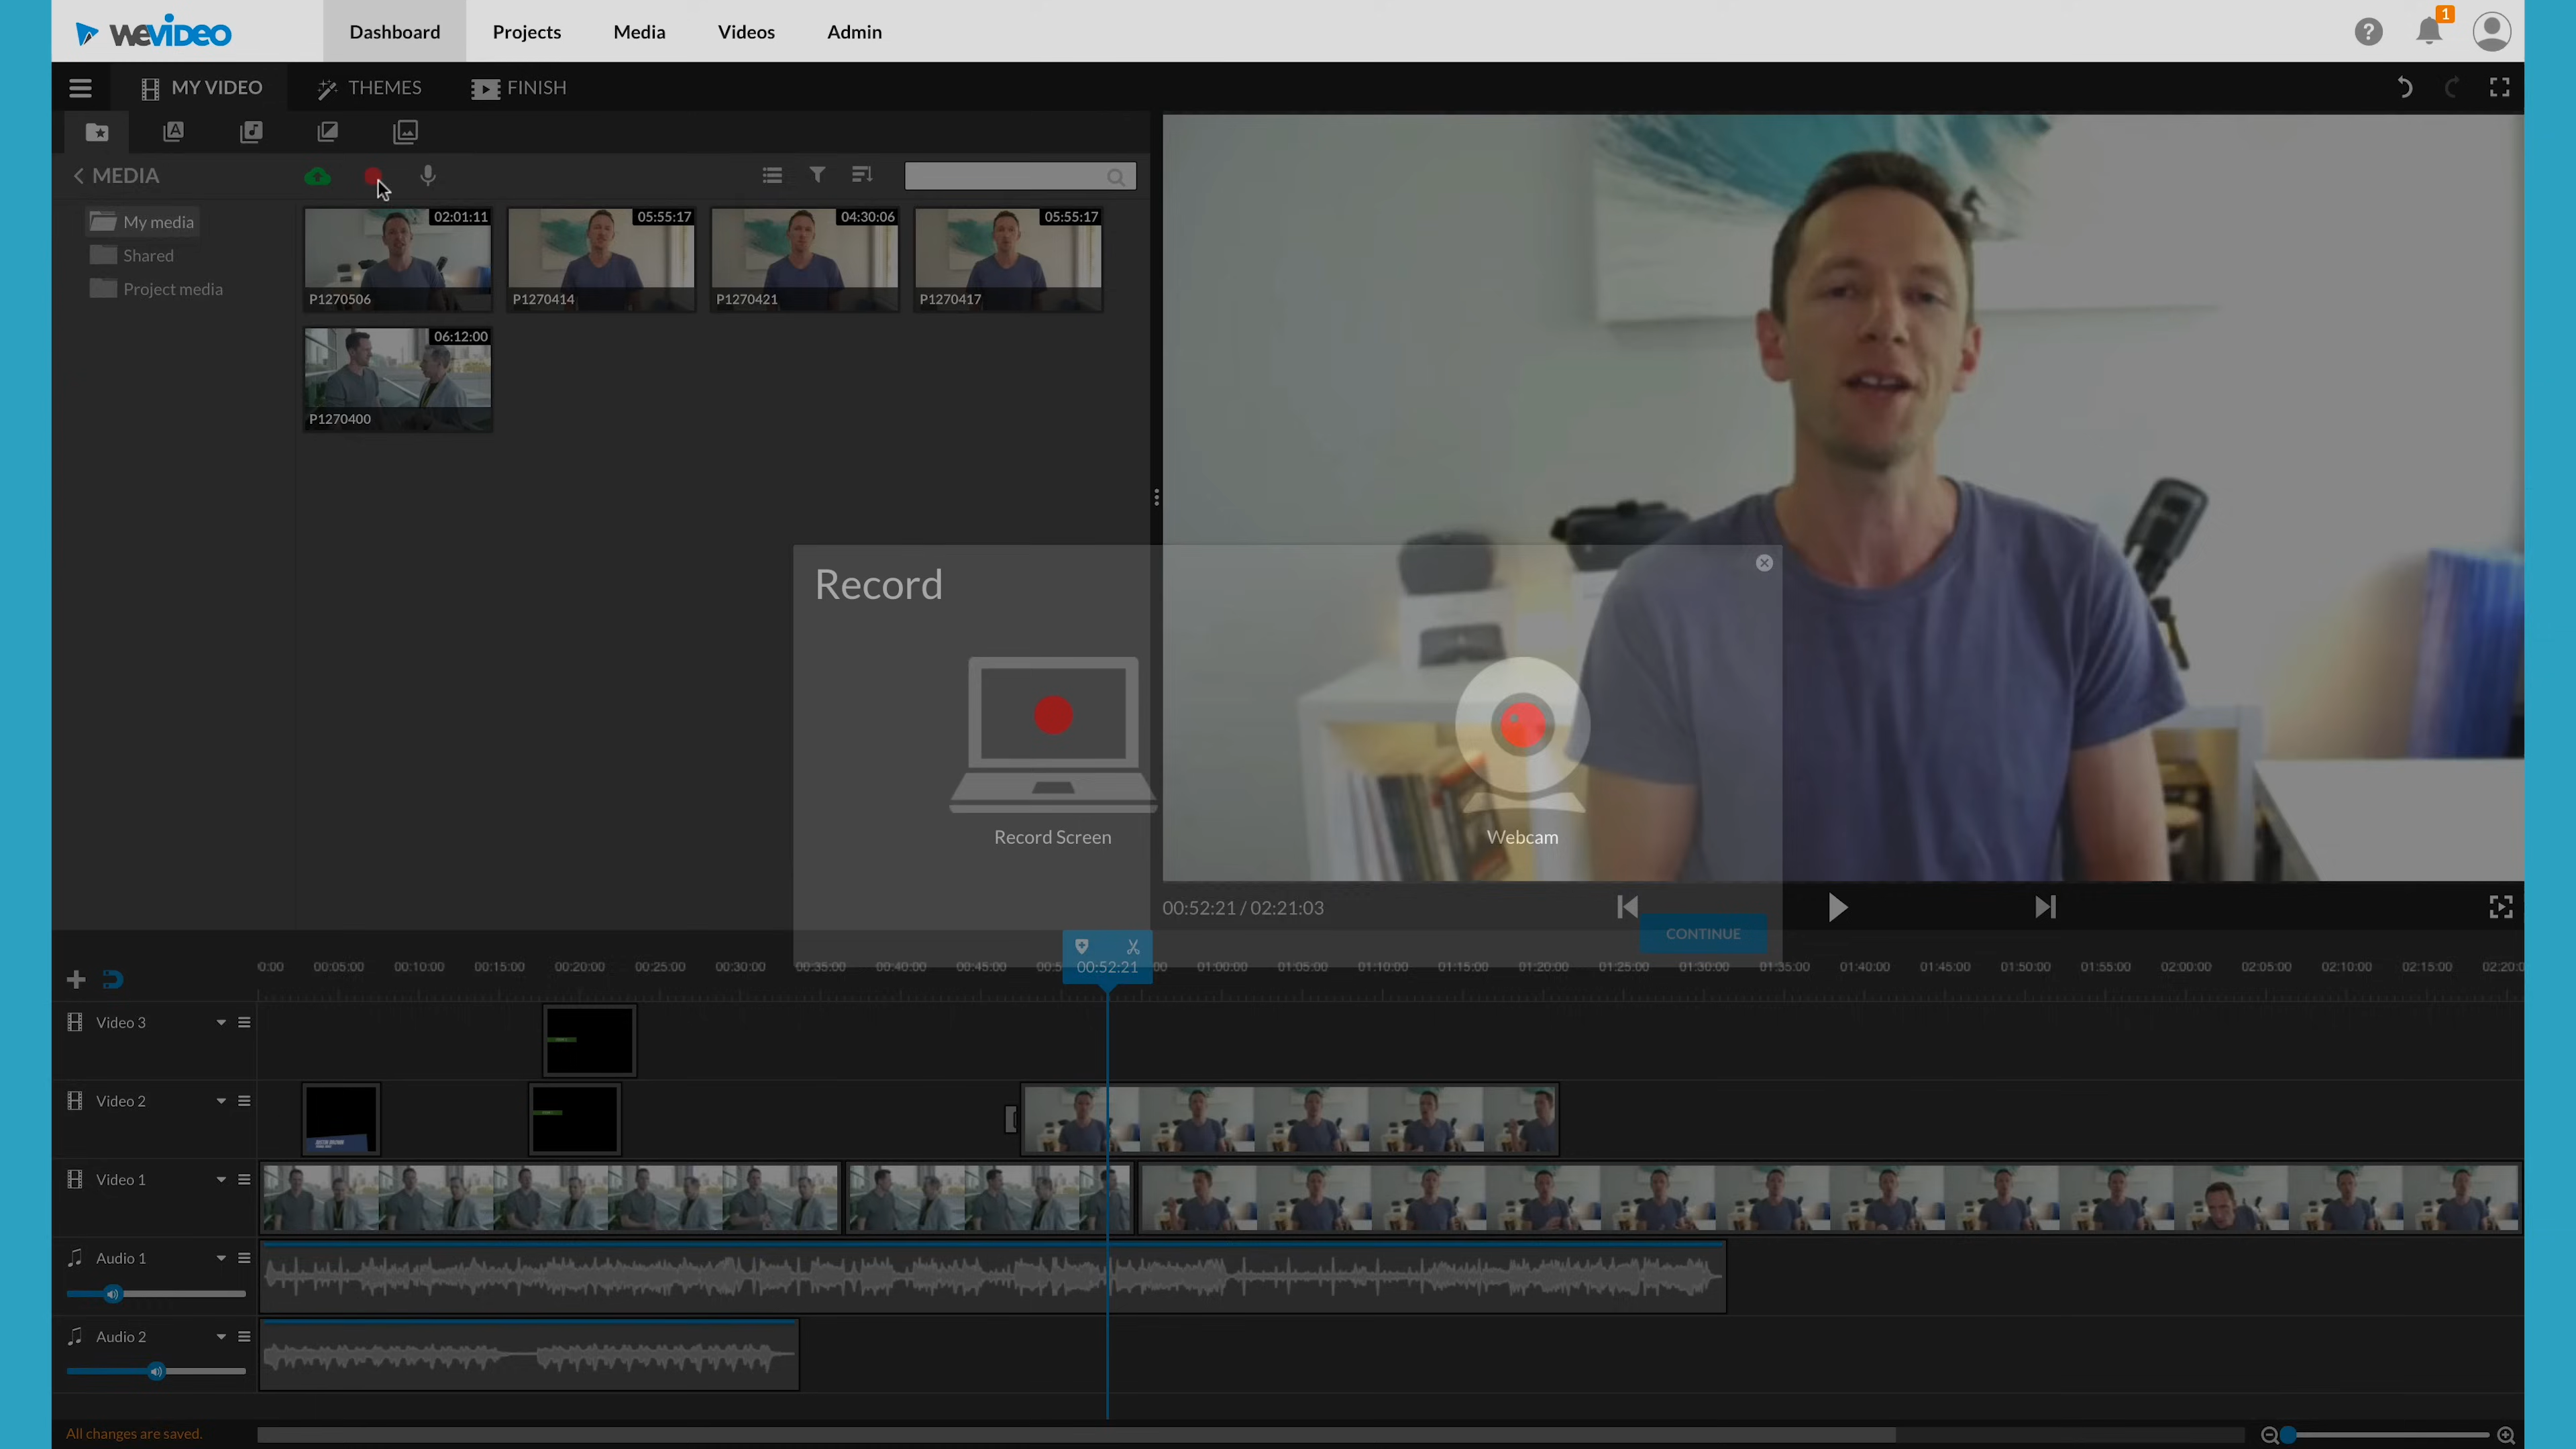 WEVIDEO
Dashboard
Projects
Media
Videos
Admin
?
1
MY VIDEO
THEMES
FINISH
A
MEDIA
My media
Shared
Project media
02:01:11
P1270506
05:55:17
P1270414
04:30:06
P1270421
05:55:17
P1270417
06:12:00
P1270400
Record
Record Screen
Webcam
CONTINUE
00:52:21 / 02:21:03
00:52:21
0:00 00:05:00 00:10:00 00:15:00 00:20:00 00:25:00 00:30:00 00:35:00 00:40:00 00:45:00 00:5 00 01:00:00 01:05:00 01:10:00 01:15:00 01:20:00 01:25:00 01:30:00 01:35:00 01:40:00 01:45:00 01:50:00 01:55:00 02:00:00 02:05:00 02:10:00 02:15:00 02:20:0
Video 3
Video 2
Video 1
Audio 1
Audio 2
All changes are saved.